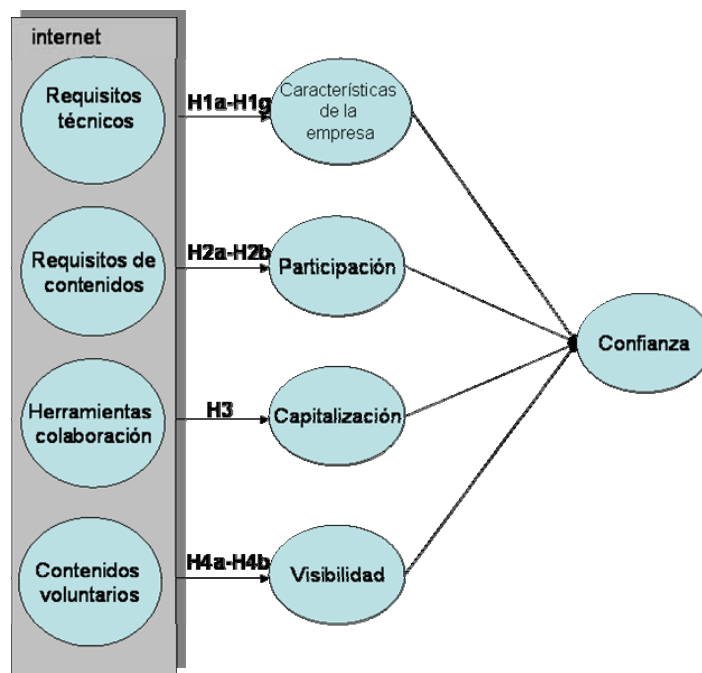 internet
Requisitos
técnicos
H1a-H1g
Características
de la
empresa
Requisitos de
contenidos
H2a-H2b
Participación
Confianza
Herramientas
colaboración
H3
Capitalización
Contenidos
voluntarios
H4a-H4b
Visibilidad